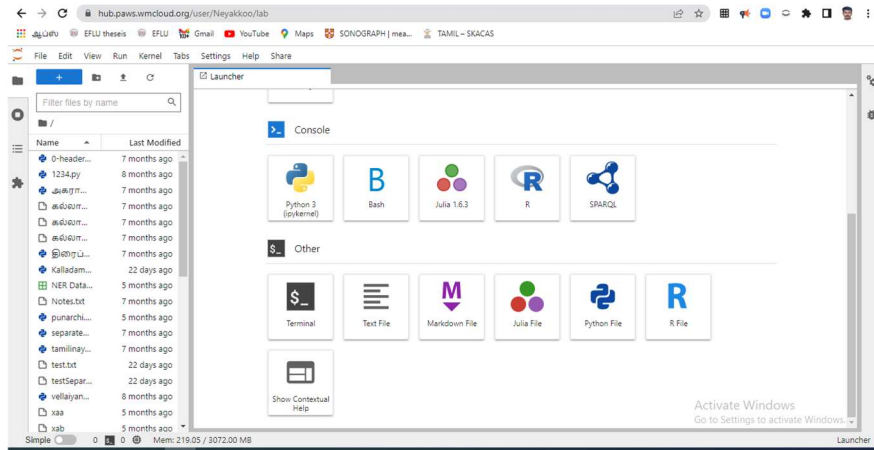 hub.paws.wmcloud.org/user/Neyakkoo/lab
ஆப்ஸ் EFLU theseis EFLU Gmail YouTube Maps SONOGRAPH | mea... TAMIL – SKACAS
File Edit View Run Kernel Tabs Settings Help Share
Launcher
Filter files by name
/
Name Last Modified
0-header... 7 months ago
1234.py 8 months ago
அகரா... 7 months ago
கல்லா... 7 months ago
கல்லா... 7 months ago
கல்லா... 7 months ago
திரைப்... 7 months ago
Kalladam... 22 days ago
NER Data... 5 months ago
Notes.txt 7 months ago
punarchi.... 5 months ago
separate... 7 months ago
tamilinay... 7 months ago
test.txt 22 days ago
testSepar... 22 days ago
vellaiyan... 8 months ago
xaa 5 months ago
xab 5 months ago
Console
Python 3
(ipykernel)
Bash
Julia 1.6.3
R
SPARQL
$_ Other
Terminal
Text File
Markdown File
Julia File
Python File
R File
Show Contextual
Help
Activate Windows
Go to Settings to activate Windows.
Simple 0 $_ 0 Mem: 219.05 / 3072.00 MB Launcher